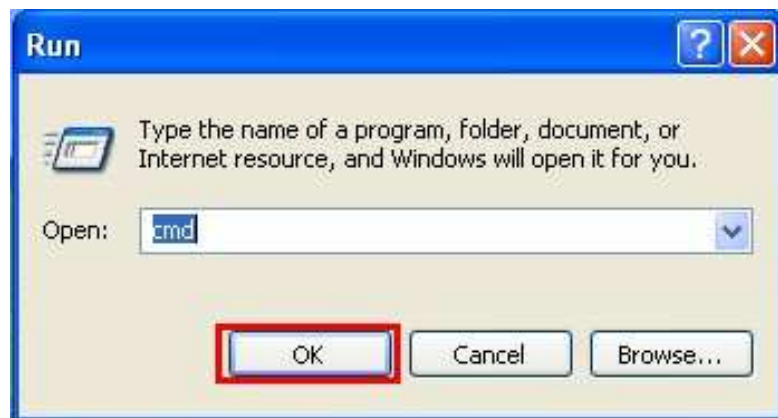 Run
Type the name of a program, folder, document, or
Internet resource, and Windows will open it for you.
Open: cmd
OK Cancel Browse...